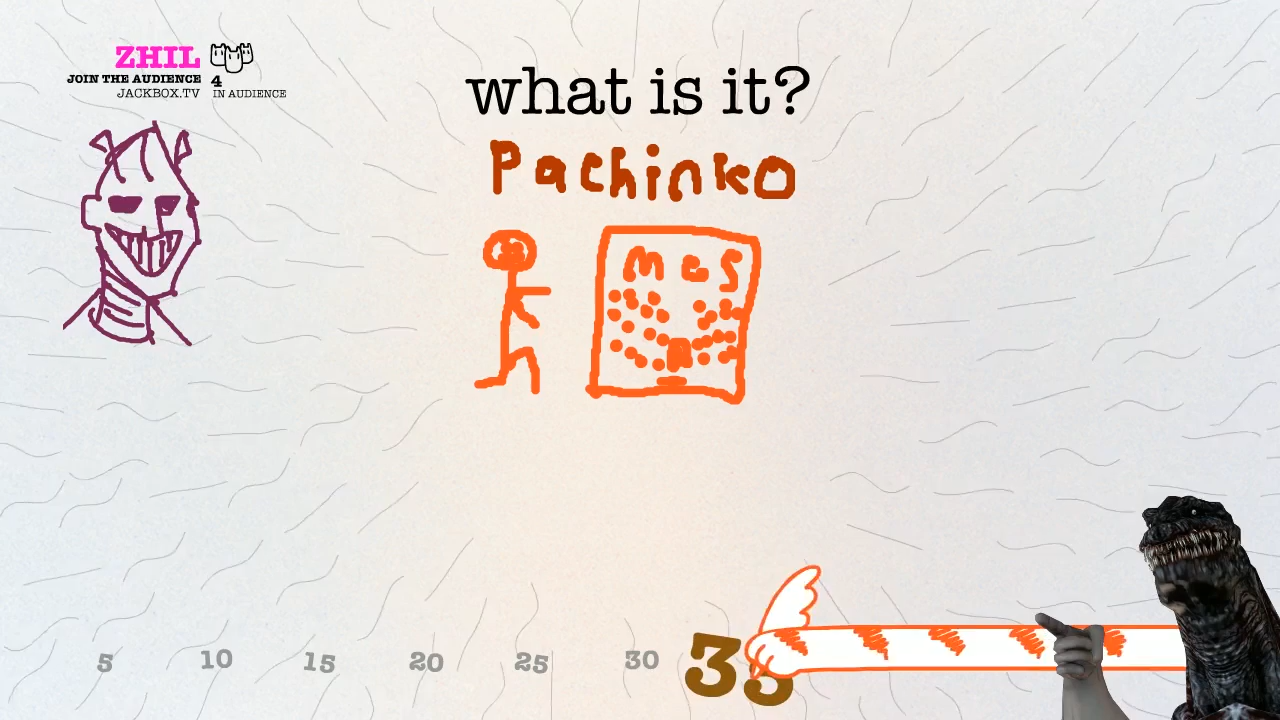 ZHIL
JOIN THE AUDIENCE
JACKBOX.TV
4
IN AUDIENCE
what is it?
Pachinko
MGS
5 10 15 20 25 30 35